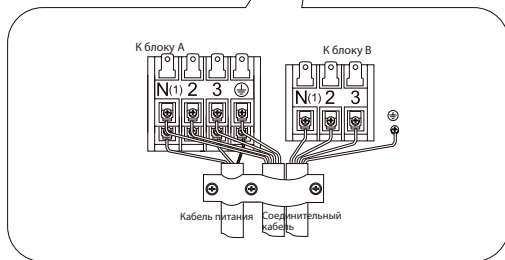 К блоку A
К блоку B
N(1) 2 3
N(1) 2 3
Кабель питания
Соединительный
кабель